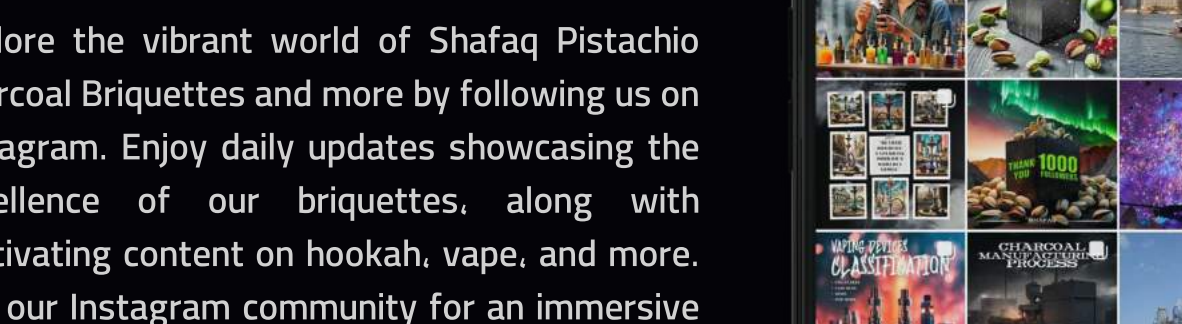 lore the vibrant world of Shafaq Pistachio
rcoal Briquettes and more by following us on
agram. Enjoy daily updates showcasing the
ellence of our briquettes، along with
tivating content on hookah، vape، and more.
our Instagram community for an immersive
THANK YOU
1000 FOLLOWERS
VAPING DEVICES
CLASSIFICATION
CHARCOAL
MANUFACTURING
PROCESS